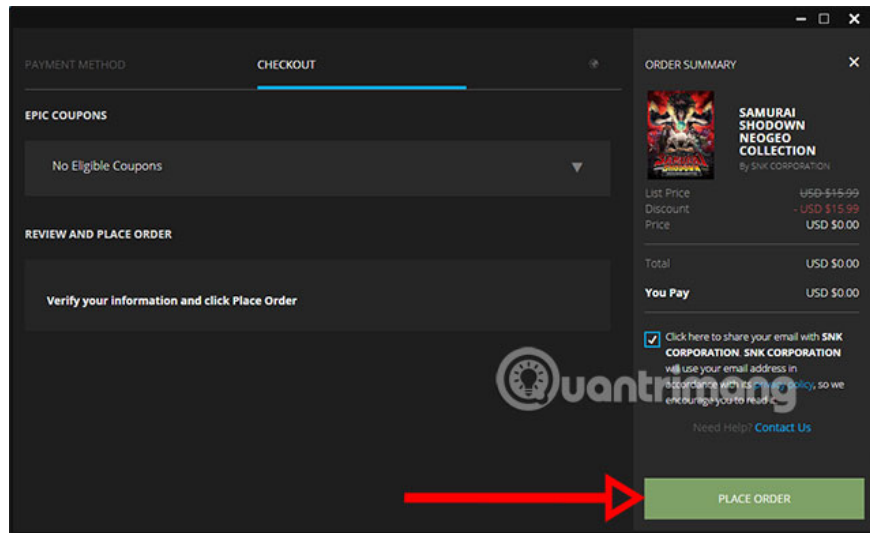 PAYMENT METHOD
CHECKOUT
EPIC COUPONS
No Eligible Coupons
REVIEW AND PLACE ORDER
Verify your information and click Place Order
ORDER SUMMARY
SAMURAI
SHODOWN
NEOGEO
COLLECTION
By SNK CORPORATION
List Price USD $15.99
Discount - USD $15.99
Price USD $0.00
Total USD $0.00
You Pay USD $0.00
Click here to share your email with SNK
CORPORATION. SNK CORPORATION
will use your email address in
accordance with its privacy policy, so we
encourage you to read it.
Need Help? Contact Us
PLACE ORDER
Quantrimang